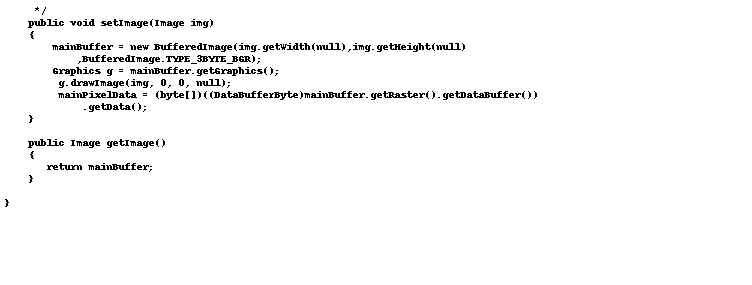 */
public void setImage(Image img)
{
mainBuffer = new BufferedImage(img.getWidth(null),img.getHeight(null)
,BufferedImage.TYPE_3BYTE_BGR);
Graphics g = mainBuffer.getGraphics();
g.drawImage(img, 0, 0, null);
mainPixelData = (byte[])((DataBufferByte)mainBuffer.getRaster().getDataBuffer())
.getData();
}
public Image getImage()
{
return mainBuffer;
}
}